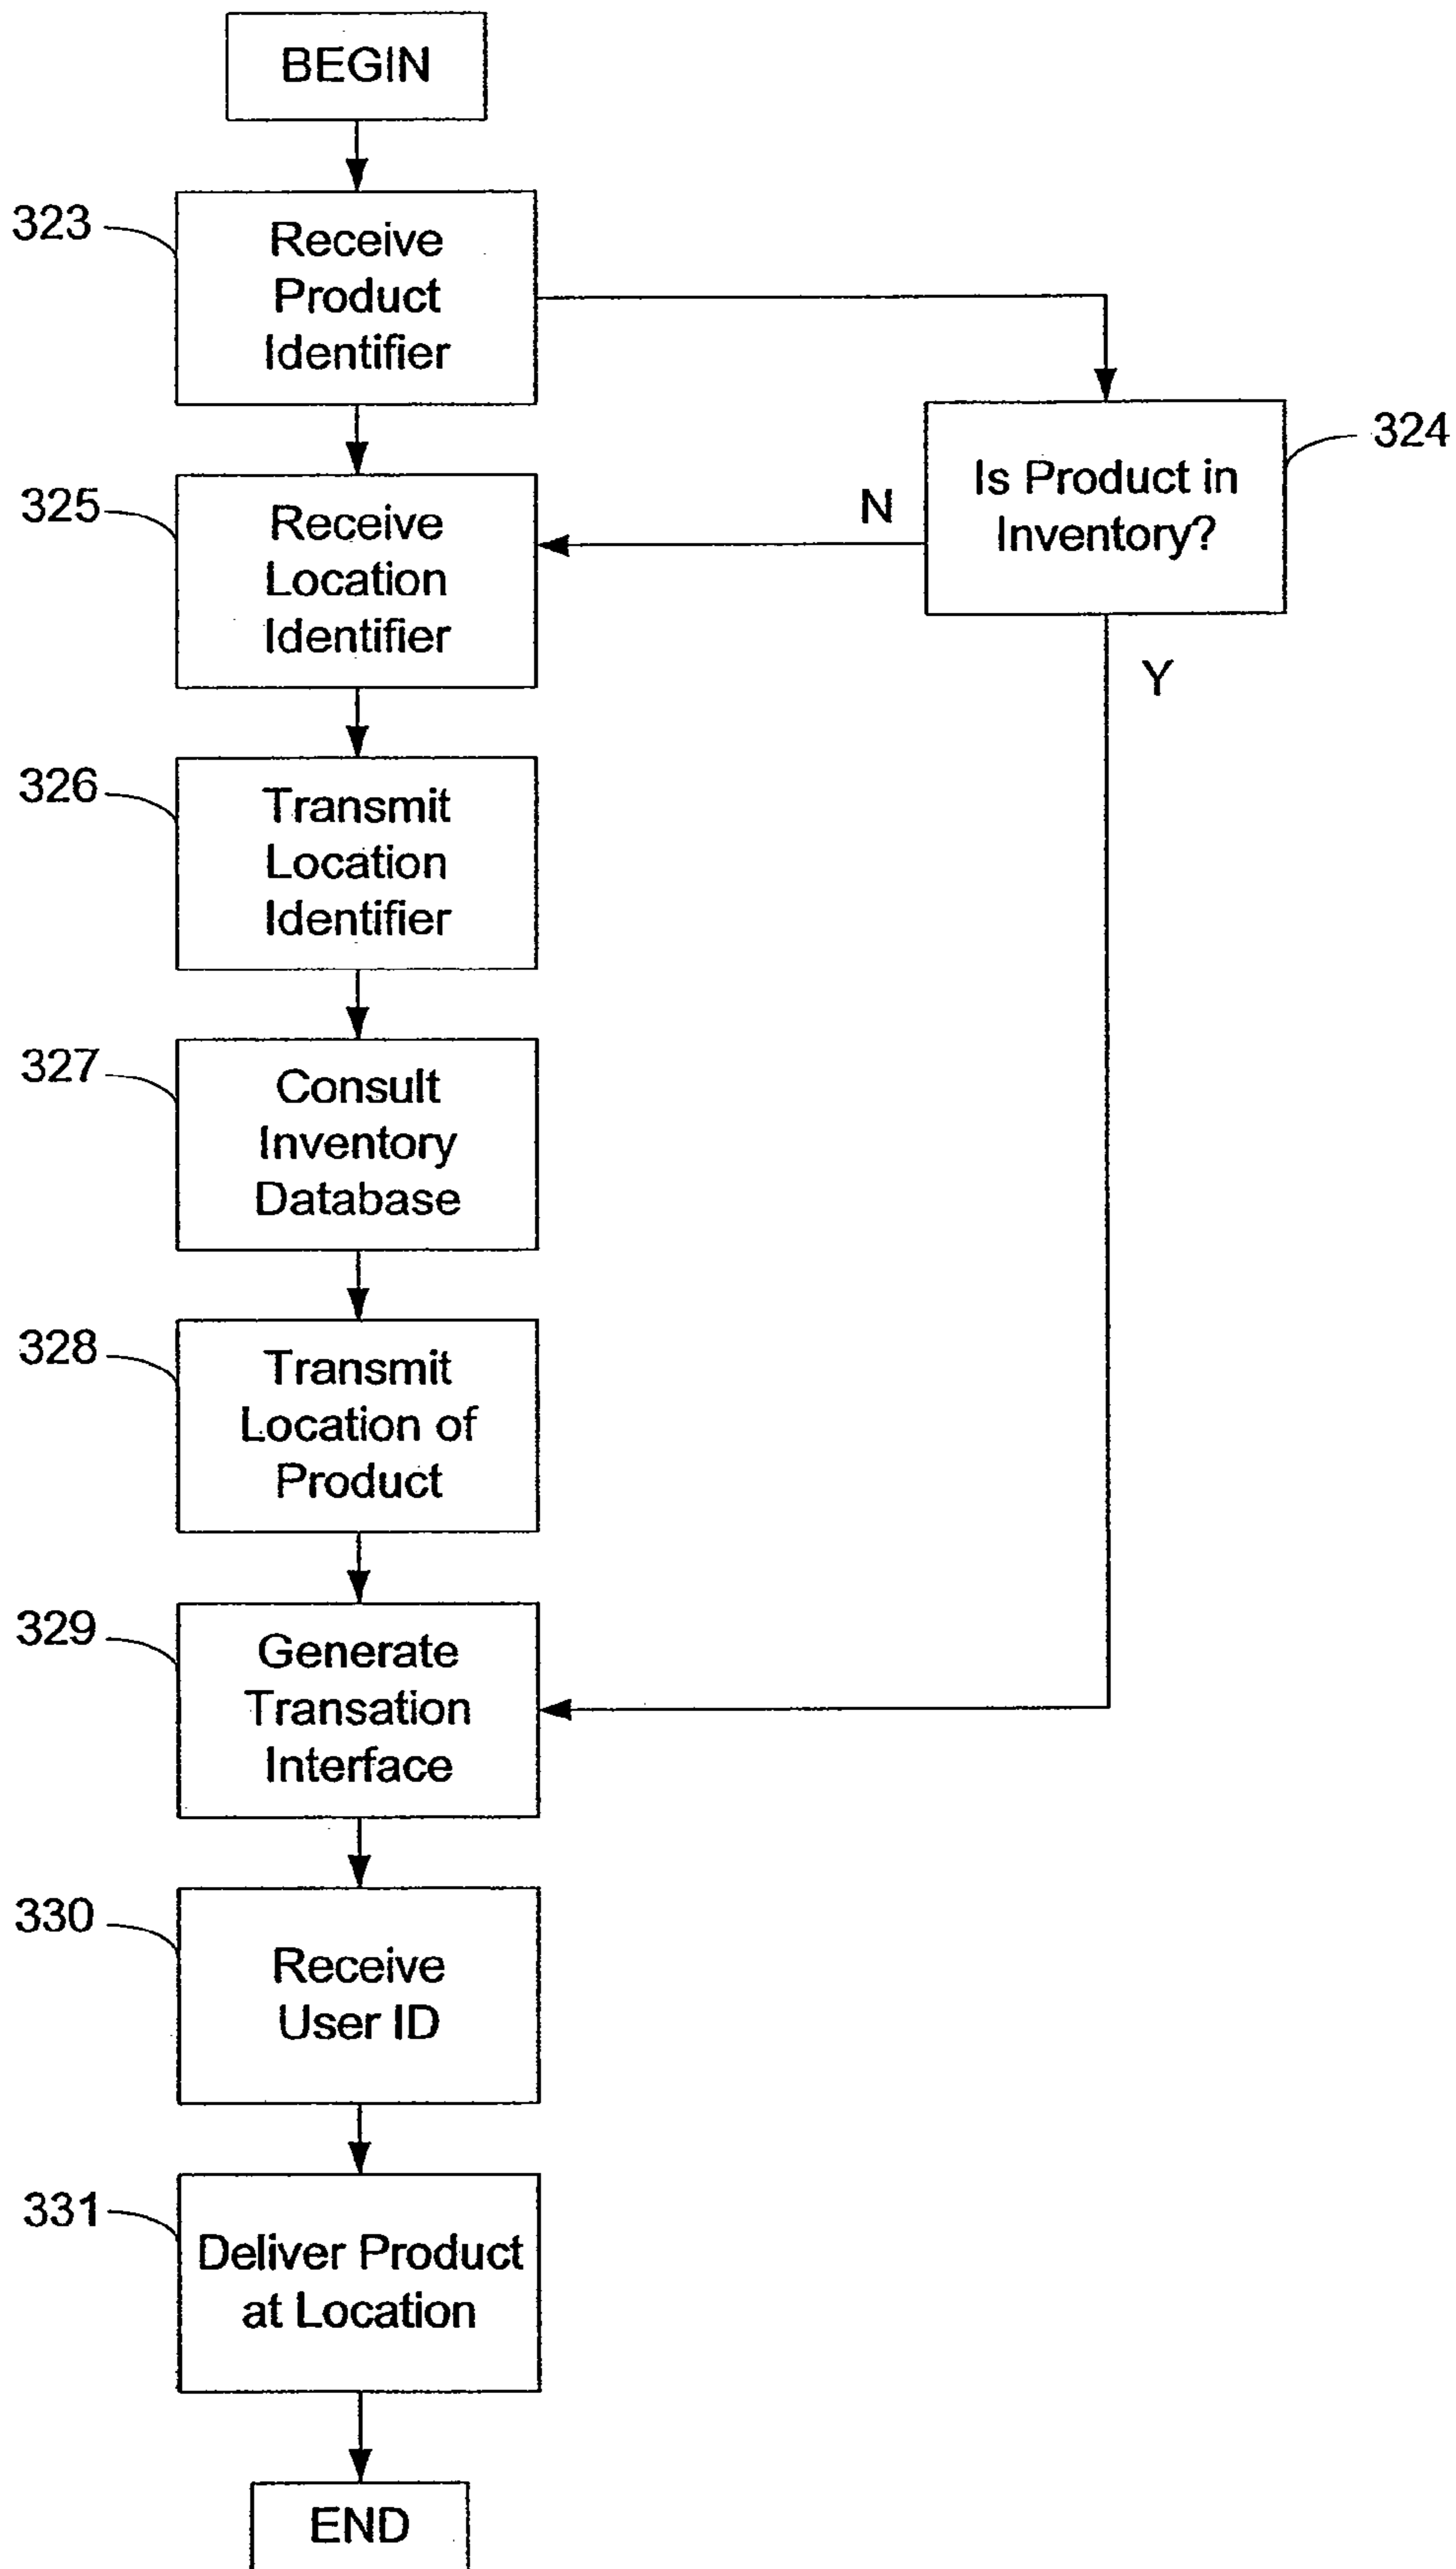 BEGIN
323
Receive
Product
Identifier
324
Is Product in
Inventory?
N
Y
325
Receive
Location
Identifier
326
Transmit
Location
Identifier
327
Consult
Inventory
Database
328
Transmit
Location of
Product
329
Generate
Transation
Interface
330
Receive
User ID
331
Deliver Product
at Location
END